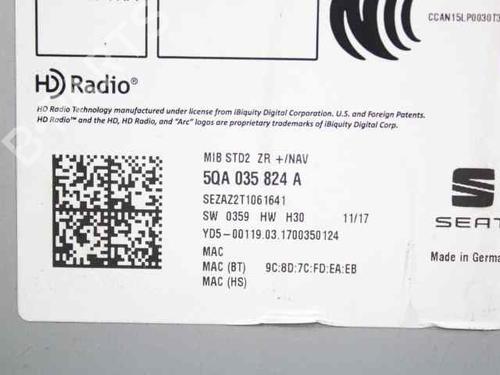 CCAN15LP0030T3
HD Radio®
HD Radio Technology manufactured under license from iBiquity Digital Corporation. U.S. and Foreign Patents.
HD Radio™ and the HD, HD Radio, and "Arc" logos are proprietary trademarks of iBiquity Digital Corp.
MIB STD2 ZR +/NAV
5QA 035 824 A
SEZAZ2T1061641
SW 0359 HW H30 11/17
YD5-00119.03.1700350124
MAC
MAC (BT) 9C:8D:7C:FD:EA:EB
MAC (HS)
SEAT
Made in German